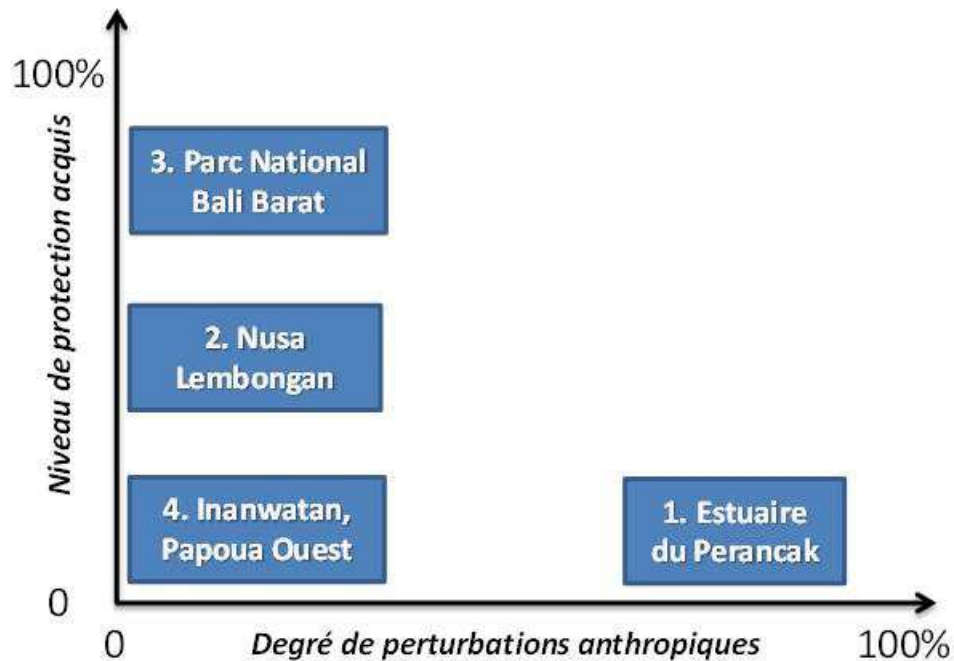 100%
Niveau de protection acquis
3. Parc National
Bali Barat
2. Nusa
Lembongan
4. Inanwatan,
Papoua Ouest
1. Estuaire
du Perancak
0
0
Degré de perturbations anthropiques
100%